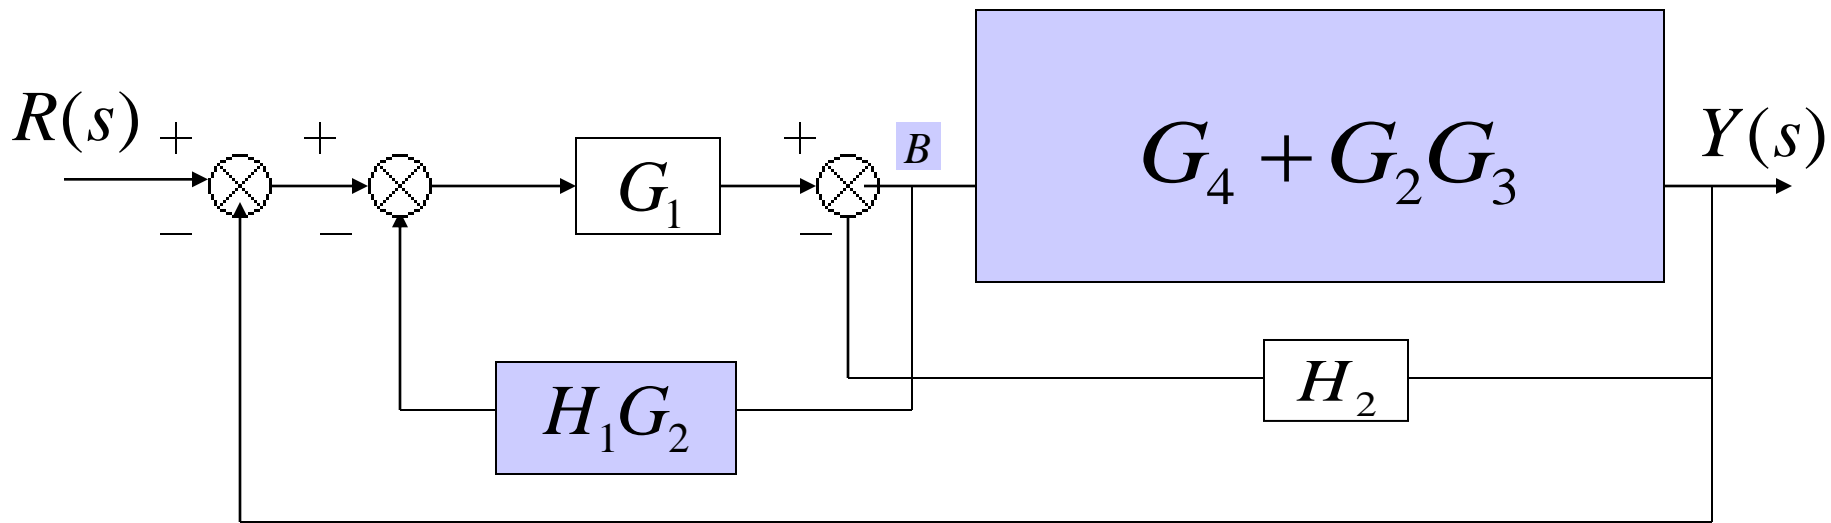 R(s) + + G₁ + B G₄ + G₂G₃ Y(s)
− − −
H₁G₂ H₂